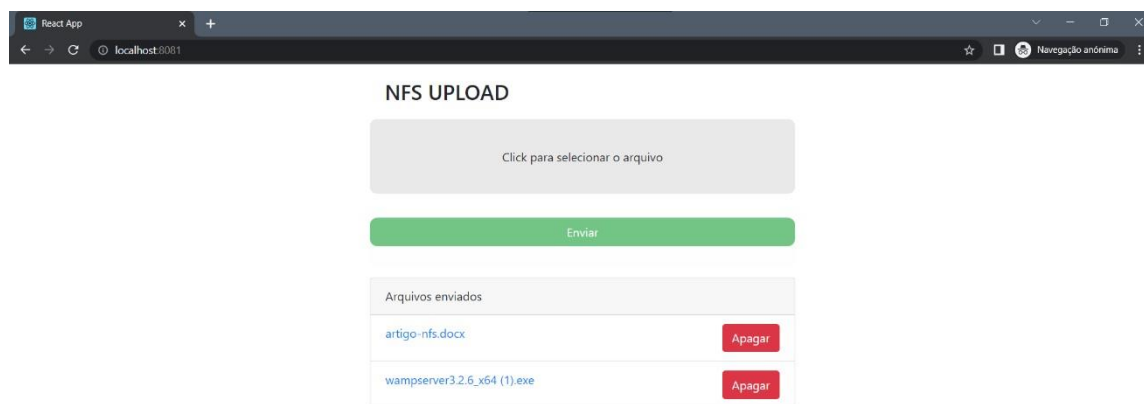 React App
localhost:8081
Navegação anónima
NFS UPLOAD
Click para selecionar o arquivo
Enviar
Arquivos enviados
artigo-nfs.docx
Apagar
wampserver3.2.6_x64 (1).exe
Apagar